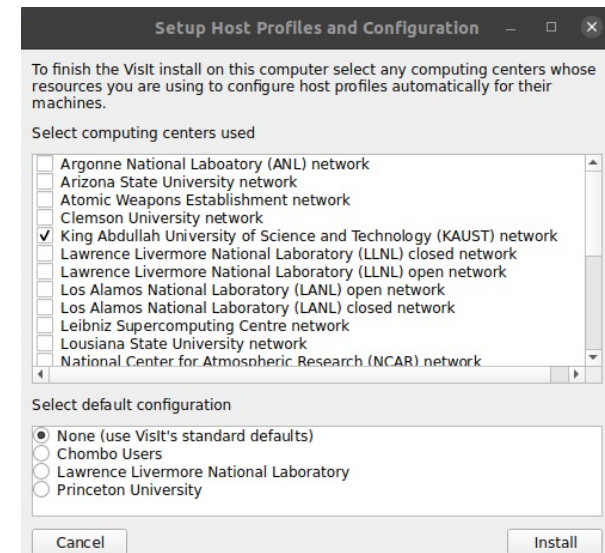 Setup Host Profiles and Configuration
To finish the VisIt install on this computer select any computing centers whose
resources you are using to configure host profiles automatically for their
machines.
Select computing centers used
Argonne National Laboatory (ANL) network
Arizona State University network
Atomic Weapons Establishment network
Clemson University network
King Abdullah University of Science and Technology (KAUST) network
Lawrence Livermore National Laboratory (LLNL) closed network
Lawrence Livermore National Laboratory (LLNL) open network
Los Alamos National Laboratory (LANL) open network
Los Alamos National Laboratory (LANL) closed network
Leibniz Supercomputing Centre network
Lousiana State University network
National Center for Atmospheric Research (NCAR) network
Select default configuration
None (use VisIt's standard defaults)
Chombo Users
Lawrence Livermore National Laboratory
Princeton University
Cancel
Install